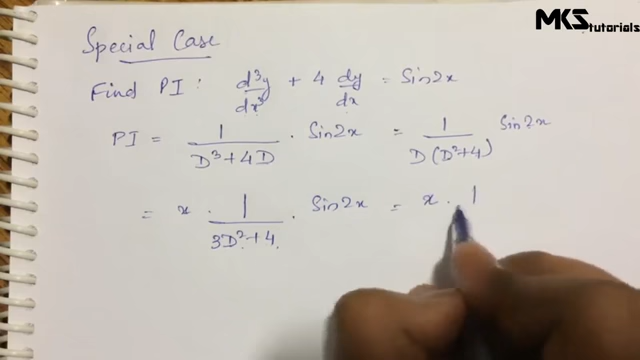 MKS tutorials
Special Case
Find PI : d³y/dx³ + 4 dy/dx = Sin2x
PI = 1/(D³+4D) . Sin2x = 1/(D(D²+4)) Sin2x
= x . 1/(3D²+4) . Sin2x = x . 1